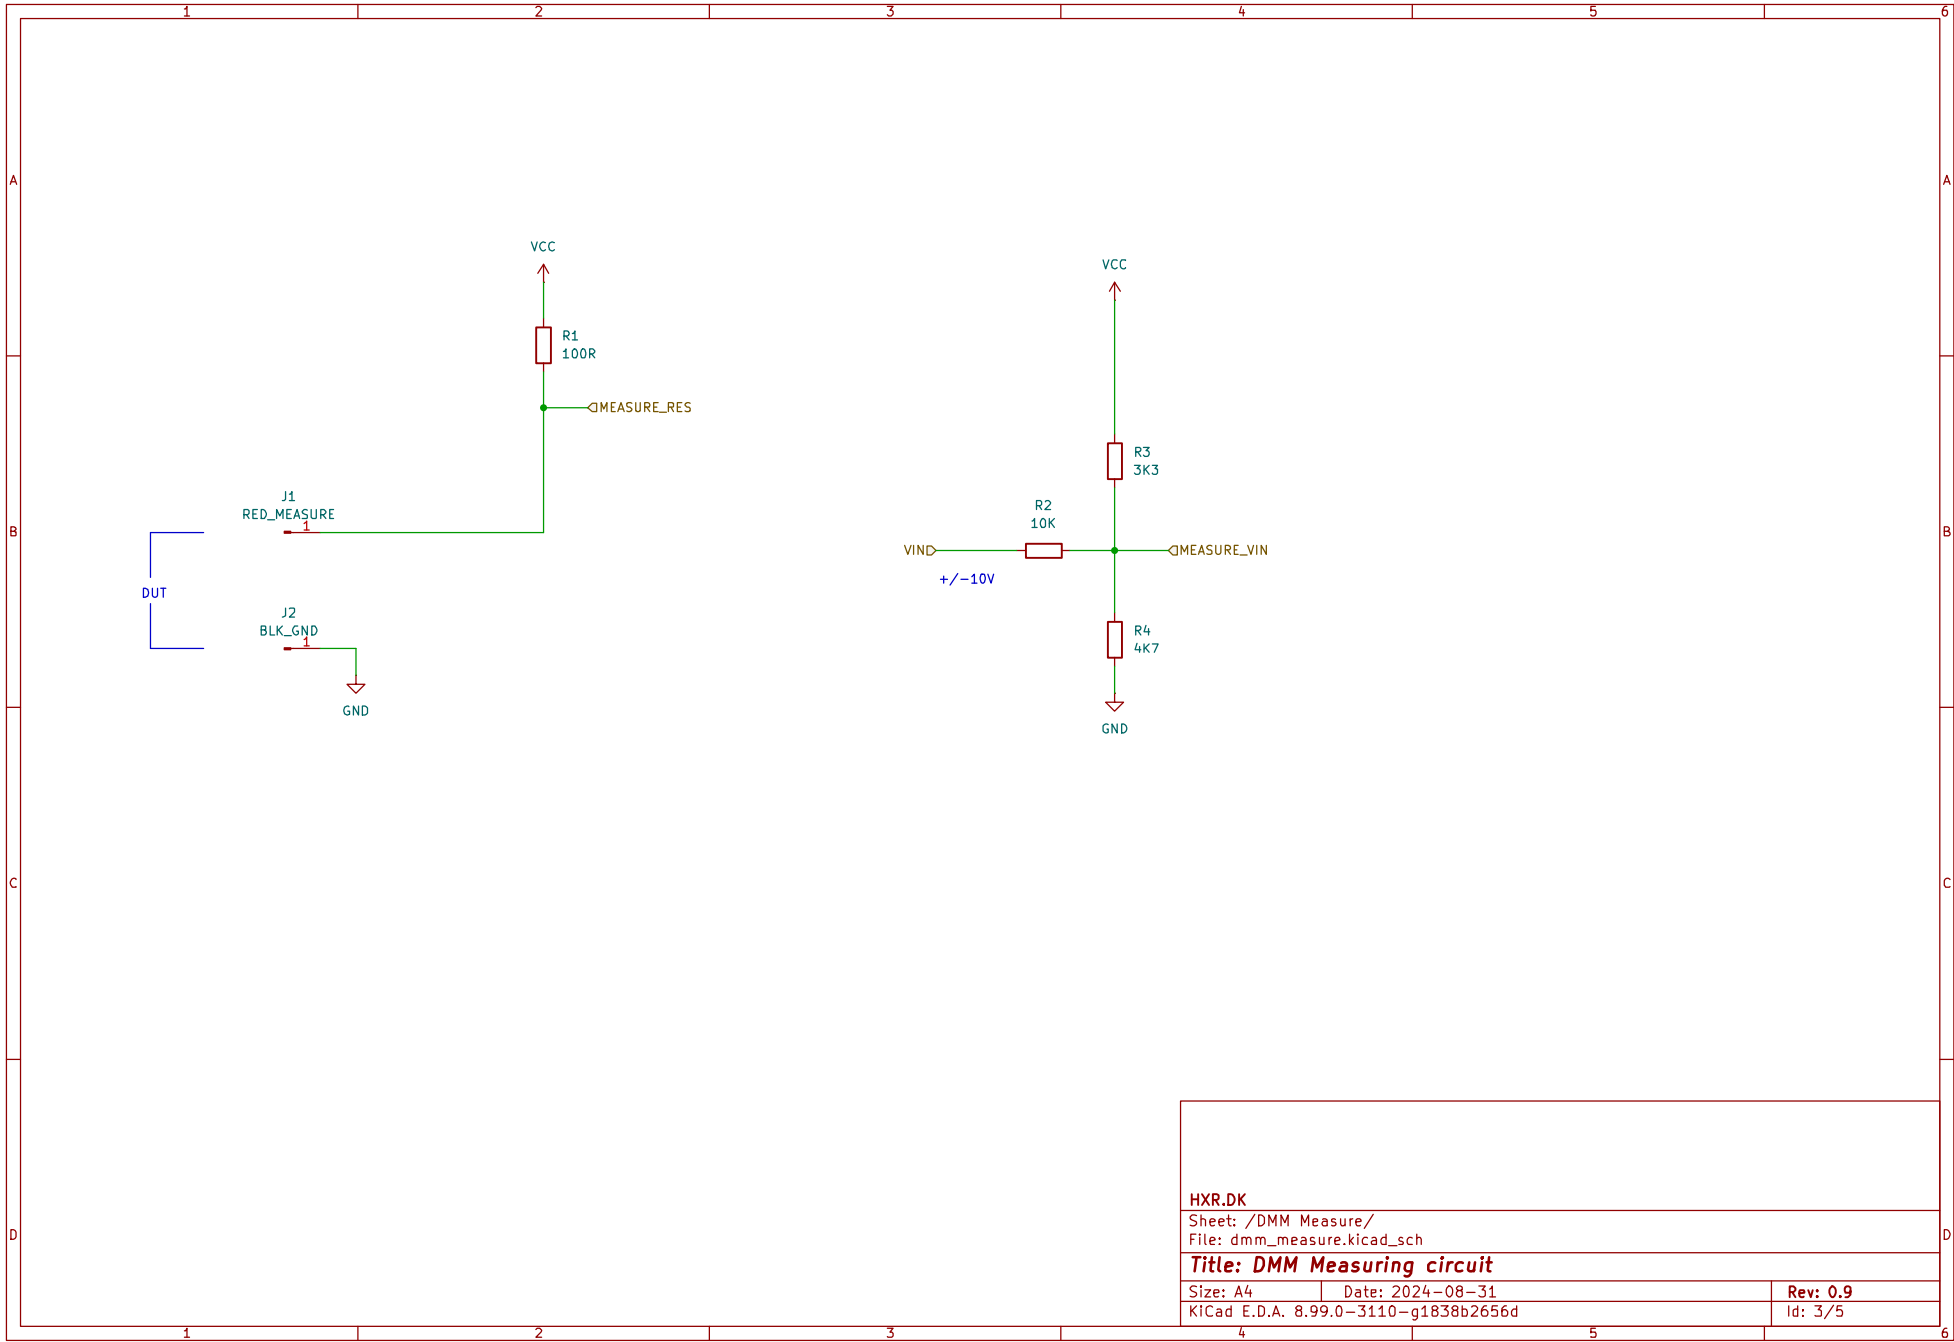 1 2 3 4 5 6
A A
VCC
VCC
R1
100R
MEASURE_RES
R3
3K3
J1
RED_MEASURE
1
R2
10K
B B
VIN MEASURE_VIN
+/-10V
DUT
J2
BLK_GND
1
R4
4K7
GND
GND
C C
HXR.DK
Sheet: /DMM Measure/
File: dmm_measure.kicad_sch
D D
Title: DMM Measuring circuit
Size: A4 Date: 2024-08-31 Rev: 0.9
KiCad E.D.A. 8.99.0-3110-g1838b2656d Id: 3/5
1 2 3 4 5 6